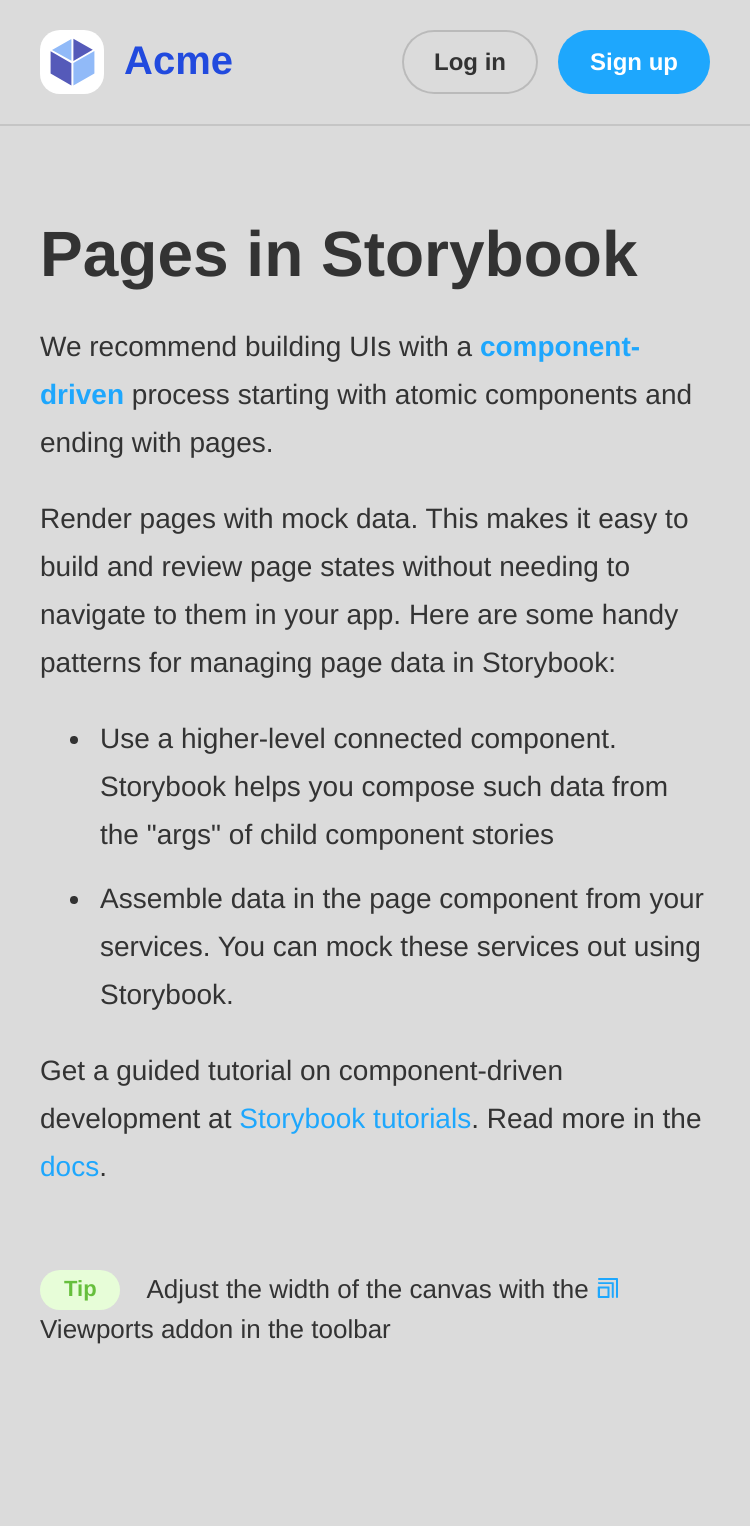 Acme
Log in
Sign up
Pages in Storybook
We recommend building UIs with a component-
driven process starting with atomic components and
ending with pages.
Render pages with mock data. This makes it easy to
build and review page states without needing to
navigate to them in your app. Here are some handy
patterns for managing page data in Storybook:
• Use a higher-level connected component.
Storybook helps you compose such data from
the "args" of child component stories
• Assemble data in the page component from your
services. You can mock these services out using
Storybook.
Get a guided tutorial on component-driven
development at Storybook tutorials. Read more in the
docs.
Tip Adjust the width of the canvas with the
Viewports addon in the toolbar